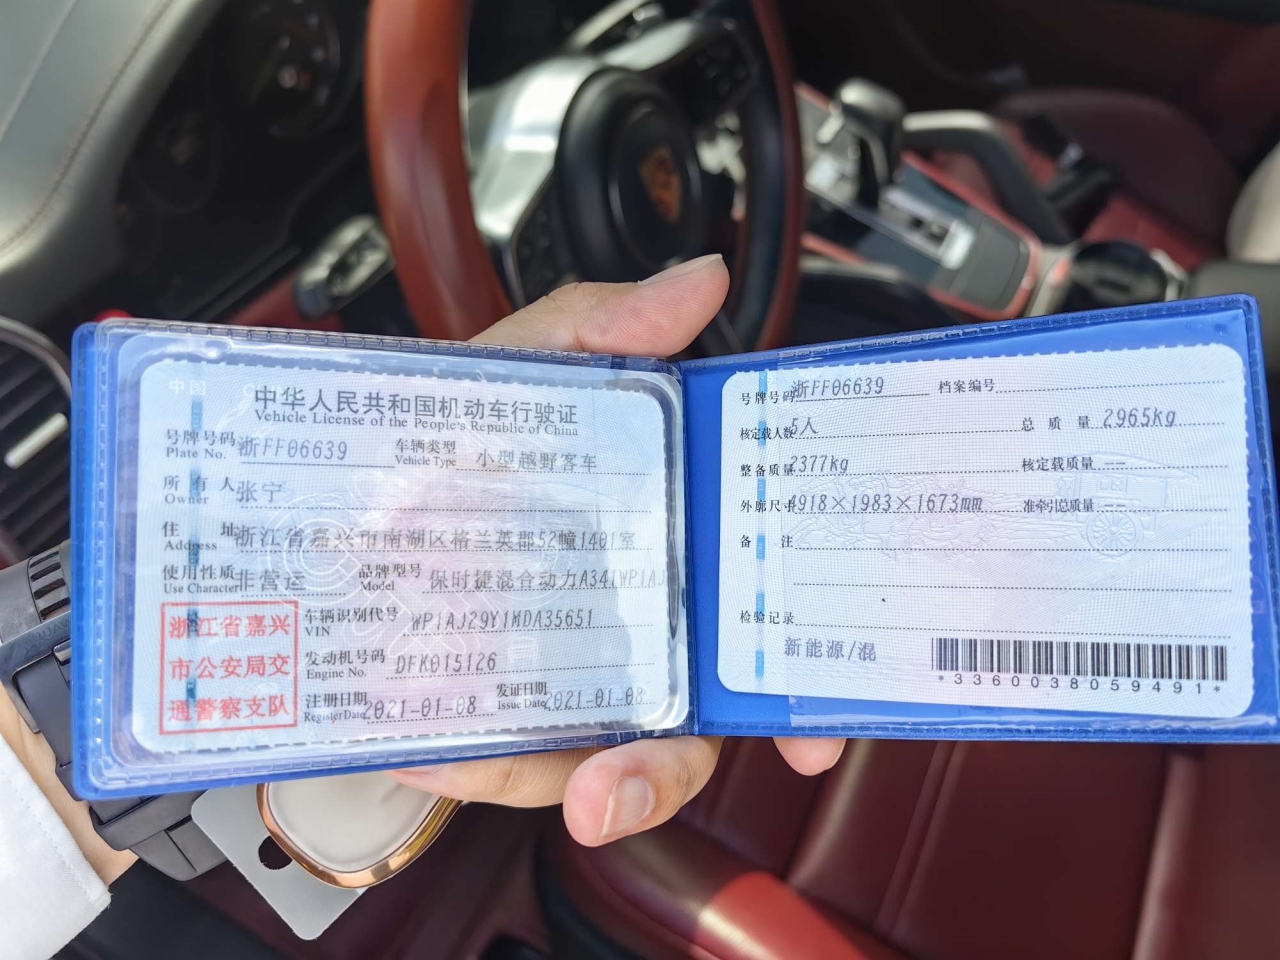 中华人民共和国机动车行驶证
Vehicle License of the People's Republic of China
号牌号码 浙FF06639 车辆类型 小型越野客车
Plate No. Vehicle Type
所有人 张宁
Owner
住址 浙江省嘉兴市南湖区格兰英郡52幢1401室
Address
使用性质 非营运 品牌型号 保时捷混合动力A341WP1AJ
Use Character Model
浙江省嘉兴
市公安局交
通警察支队
车辆识别代号 WP1AJ29Y1MDA35651
VIN
发动机号码 DFK015126
Engine No.
注册日期 2021-01-08 发证日期 2021-01-08
Register Date Issue Date
号牌号码 浙FF06639 档案编号
核定载人数 5人 总质量 2965kg
整备质量 2377kg 核定载质量 --
外廓尺寸 4918×1983×1673mm 准牵引总质量 --
备注
检验记录
新能源/混
*3360038059491*